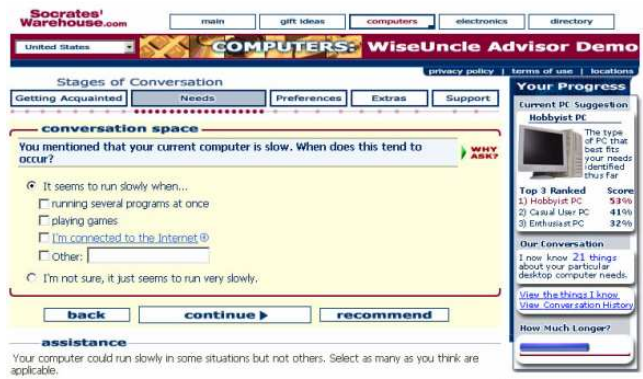 Socrates'
Warehouse.com
main
gift ideas
computers
electronics
directory
United States
COMPUTERS: WiseUncle Advisor Demo
privacy policy | terms of use | locations
Stages of Conversation
Getting Acquainted
Needs
Preferences
Extras
Support
conversation space
You mentioned that your current computer is slow. When does this tend to
occur?
WHY
ASK?
It seems to run slowly when...
running several programs at once
playing games
I'm connected to the Internet
Other:
I'm not sure, it just seems to run very slowly.
back
continue
recommend
assistance
Your computer could run slowly in some situations but not others. Select as many as you think are
applicable.
Your Progress
Current PC Suggestion
Hobbyist PC
The type
of PC that
best fits
your needs
identified
thus far
Top 3 Ranked Score
1) Hobbyist PC 53%
2) Casual User PC 41%
3) Enthusiast PC 32%
Our Conversation
I now know 21 things
about your particular
desktop computer needs.
View the things I know
View Conversation History
How Much Longer?